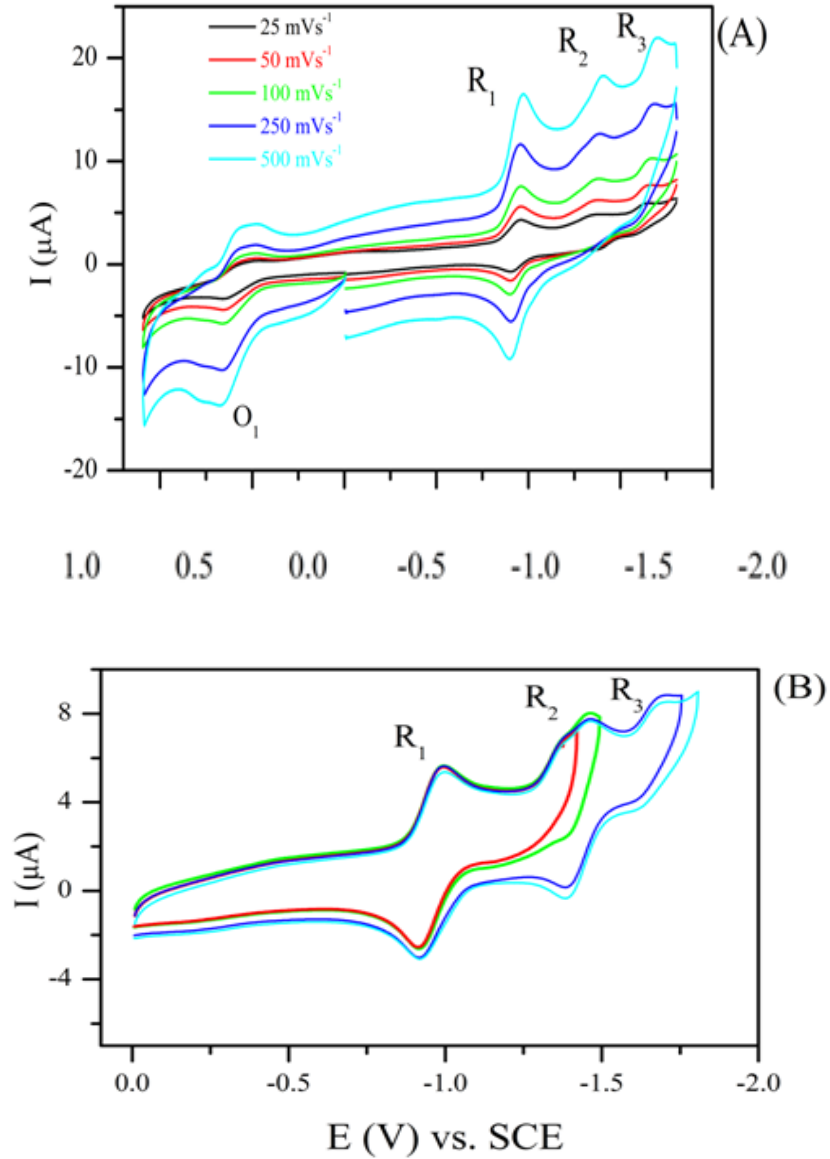 25 mVs⁻¹
50 mVs⁻¹
100 mVs⁻¹
250 mVs⁻¹
500 mVs⁻¹
R₁
R₂
R₃
(A)
20
10
0
-10
-20
I (μA)
O₁
1.0 0.5 0.0 -0.5 -1.0 -1.5 -2.0
R₁
R₂
R₃
(B)
8
4
0
-4
I (μA)
0.0 -0.5 -1.0 -1.5 -2.0
E (V) vs. SCE